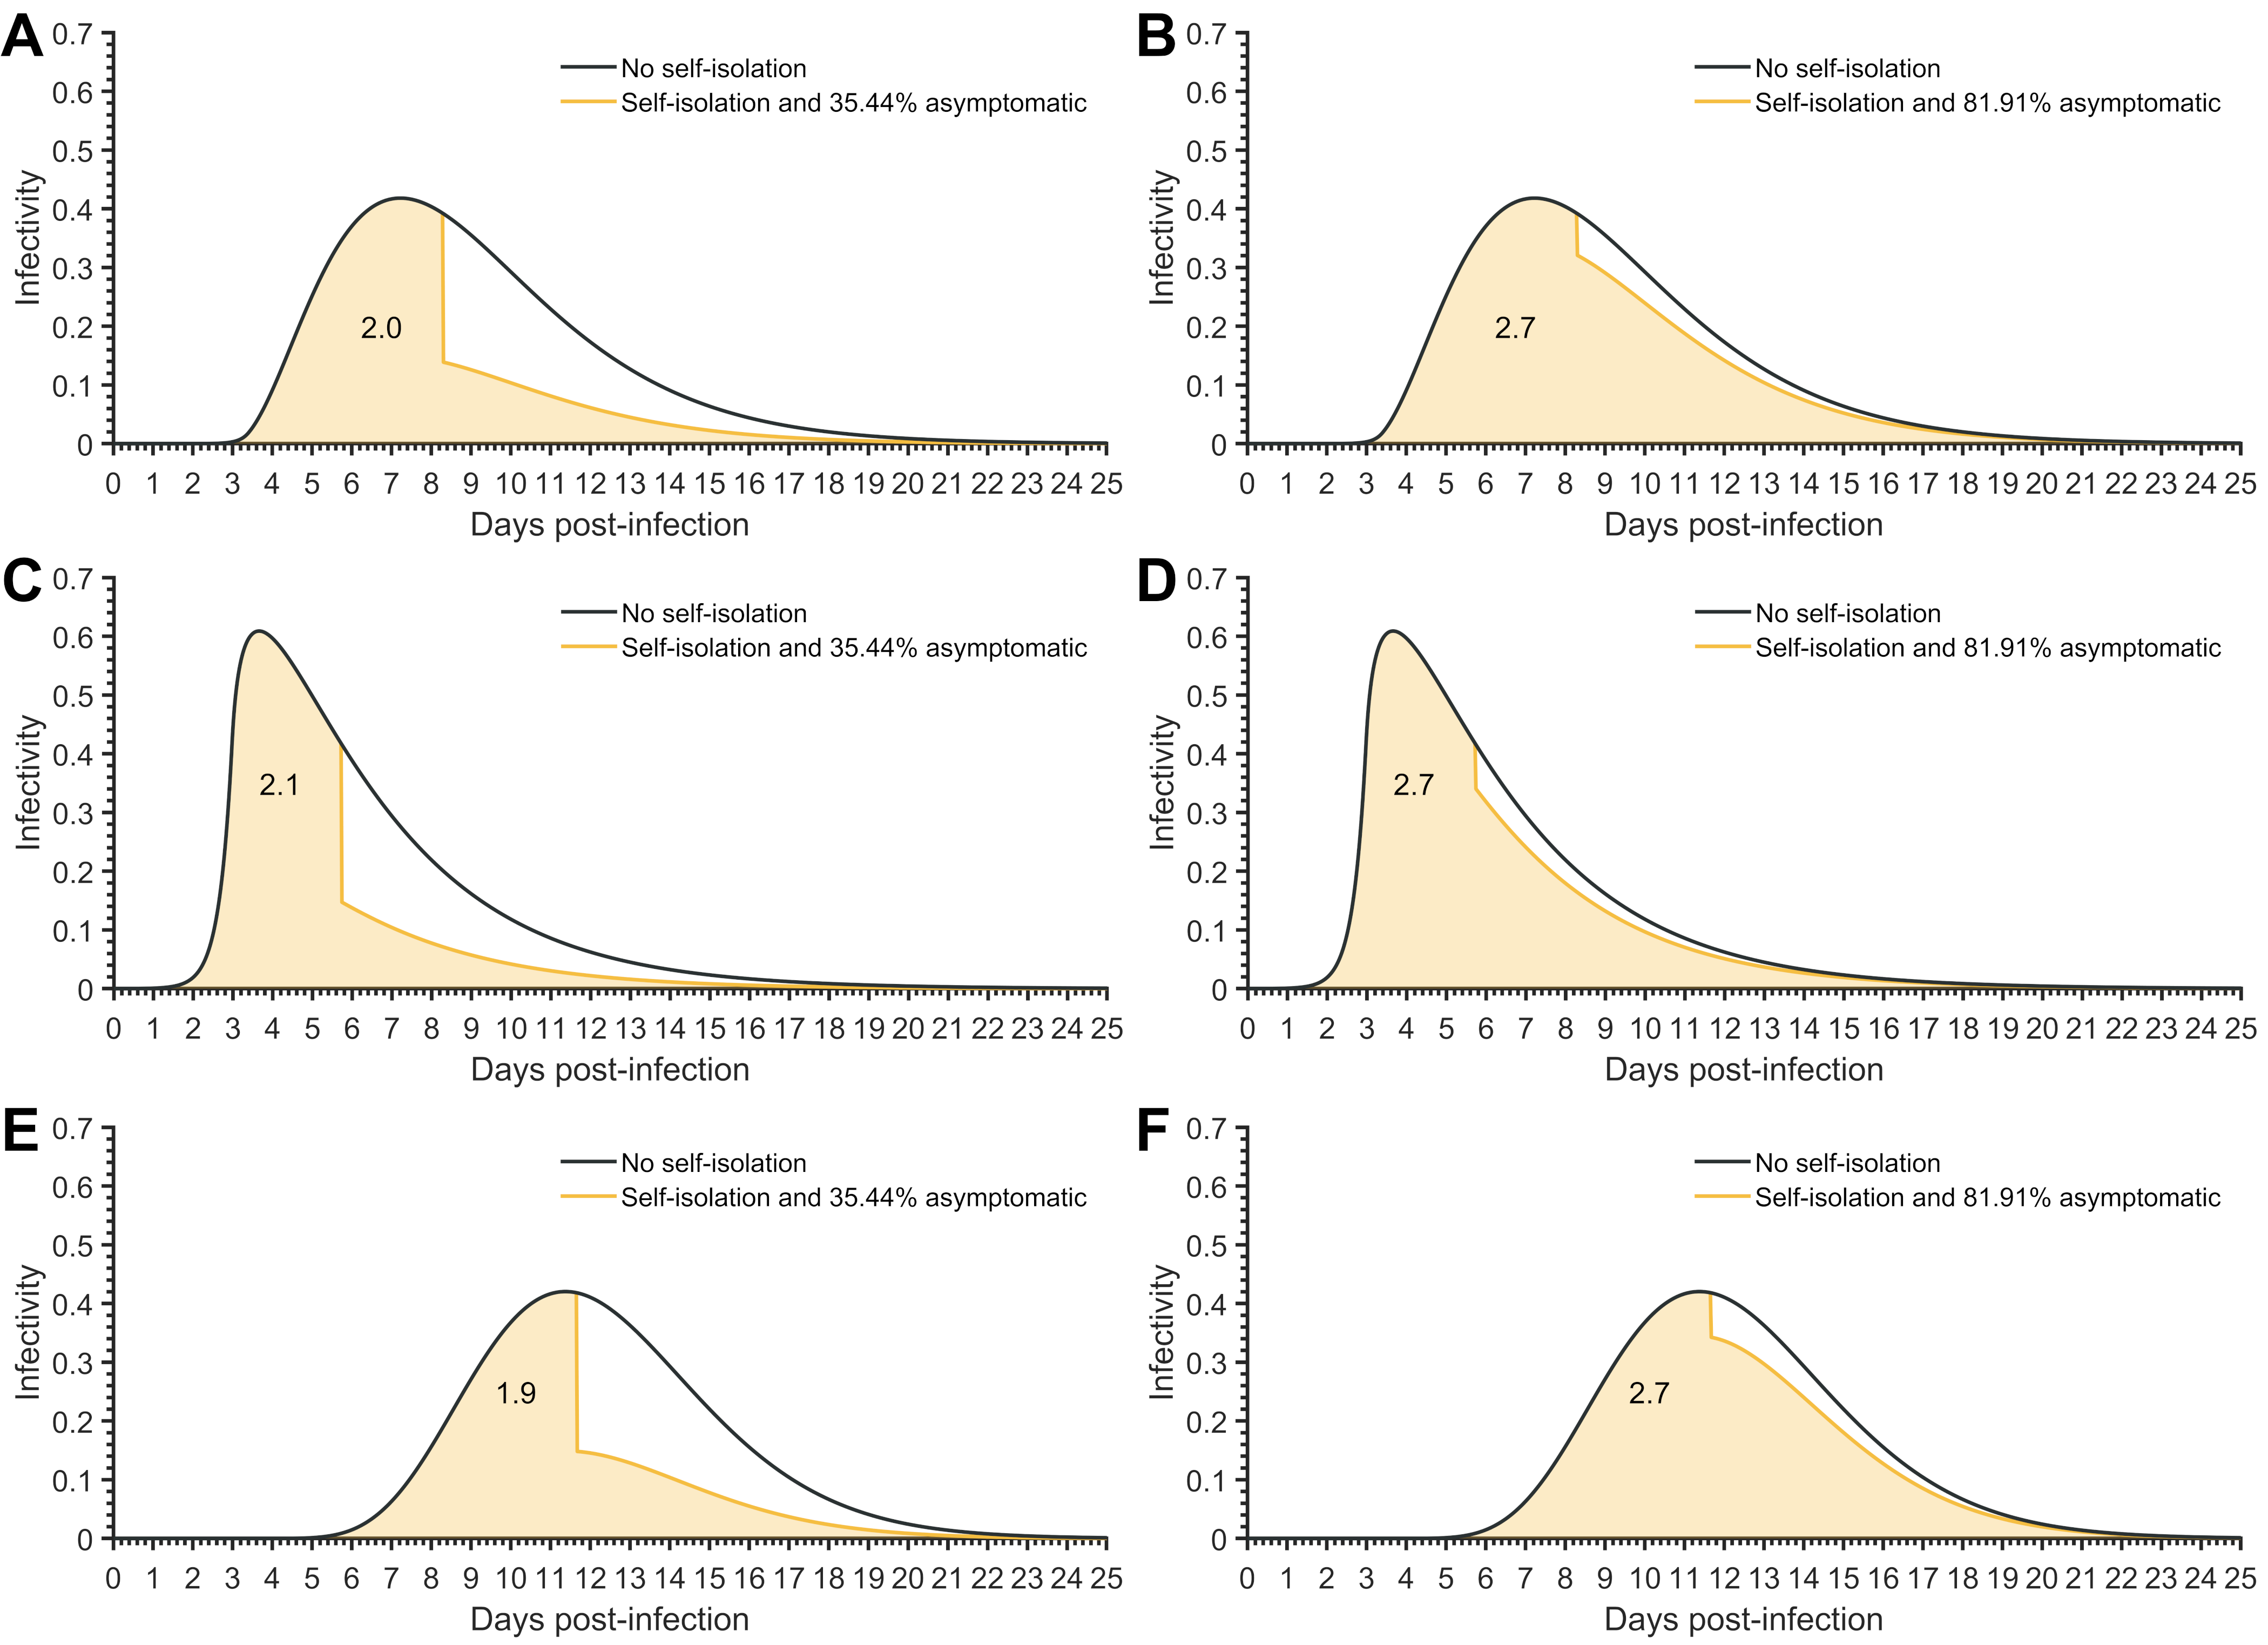 A
0.7
0.6
0.5
0.4
0.3
0.2
0.1
0
Infectivity
No self-isolation
Self-isolation and 35.44% asymptomatic
2.0
0 1 2 3 4 5 6 7 8 9 10 11 12 13 14 15 16 17 18 19 20 21 22 23 24 25
Days post-infection
B
0.7
0.6
0.5
0.4
0.3
0.2
0.1
0
Infectivity
No self-isolation
Self-isolation and 81.91% asymptomatic
2.7
0 1 2 3 4 5 6 7 8 9 10 11 12 13 14 15 16 17 18 19 20 21 22 23 24 25
Days post-infection
C
0.7
0.6
0.5
0.4
0.3
0.2
0.1
0
Infectivity
No self-isolation
Self-isolation and 35.44% asymptomatic
2.1
0 1 2 3 4 5 6 7 8 9 10 11 12 13 14 15 16 17 18 19 20 21 22 23 24 25
Days post-infection
D
0.7
0.6
0.5
0.4
0.3
0.2
0.1
0
Infectivity
No self-isolation
Self-isolation and 81.91% asymptomatic
2.7
0 1 2 3 4 5 6 7 8 9 10 11 12 13 14 15 16 17 18 19 20 21 22 23 24 25
Days post-infection
E
0.7
0.6
0.5
0.4
0.3
0.2
0.1
0
Infectivity
No self-isolation
Self-isolation and 35.44% asymptomatic
1.9
0 1 2 3 4 5 6 7 8 9 10 11 12 13 14 15 16 17 18 19 20 21 22 23 24 25
Days post-infection
F
0.7
0.6
0.5
0.4
0.3
0.2
0.1
0
Infectivity
No self-isolation
Self-isolation and 81.91% asymptomatic
2.7
0 1 2 3 4 5 6 7 8 9 10 11 12 13 14 15 16 17 18 19 20 21 22 23 24 25
Days post-infection